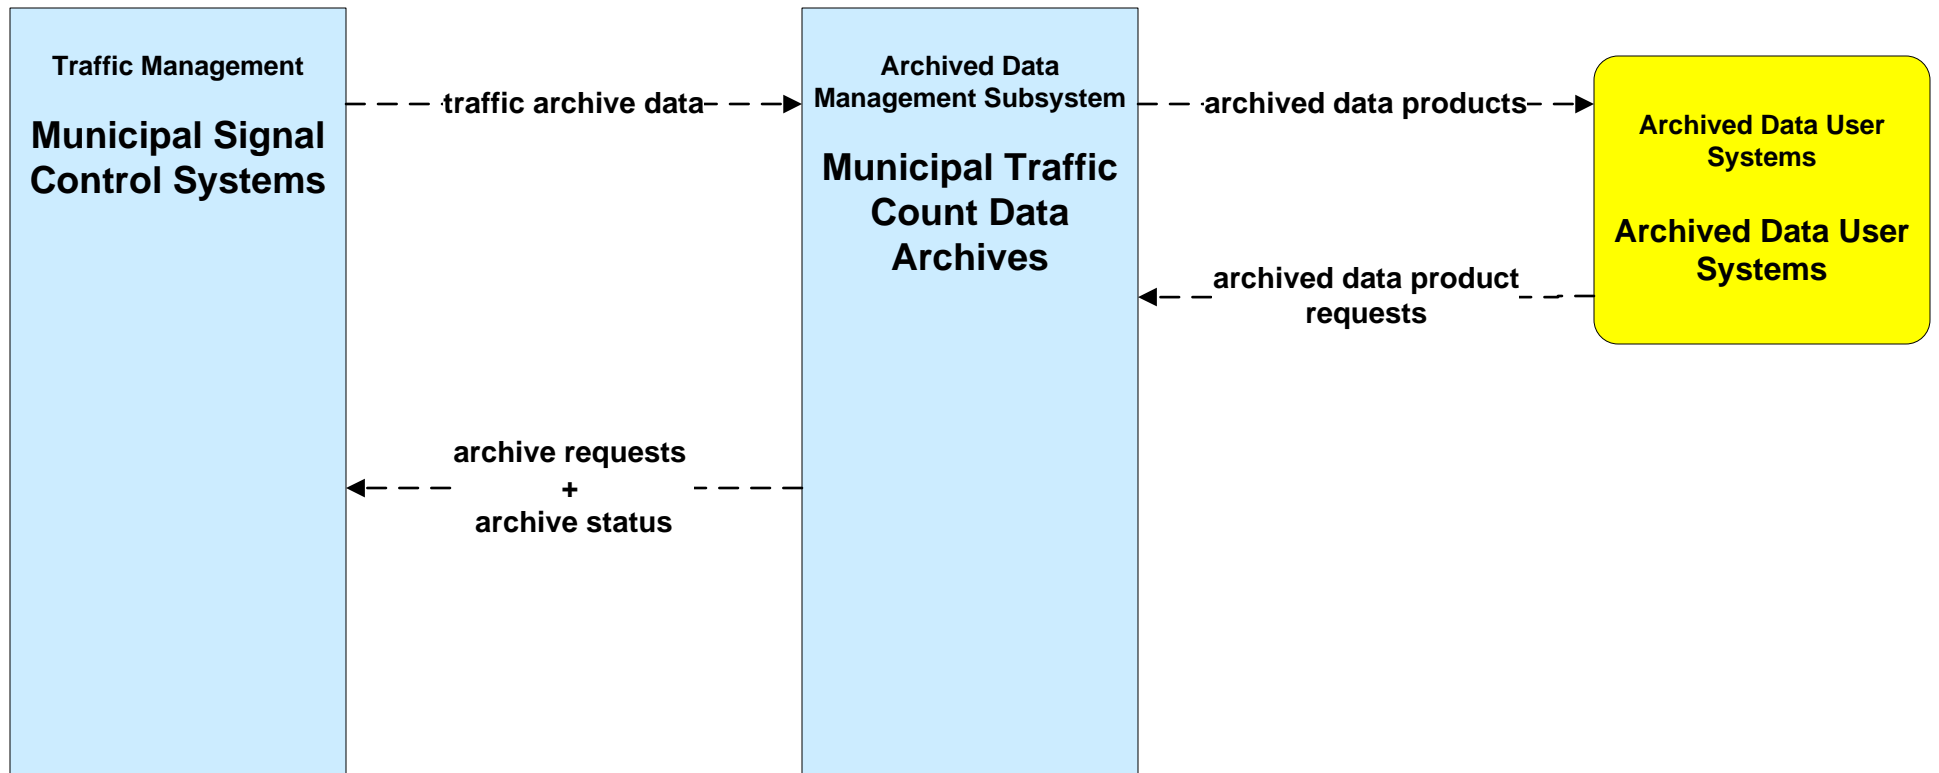 Traffic Management
Municipal Signal
Control Systems
traffic archive data
Archived Data
Management Subsystem
Municipal Traffic
Count Data
Archives
archived data products
Archived Data User
Systems
Archived Data User
Systems
archived data product
requests
archive requests
+
archive status